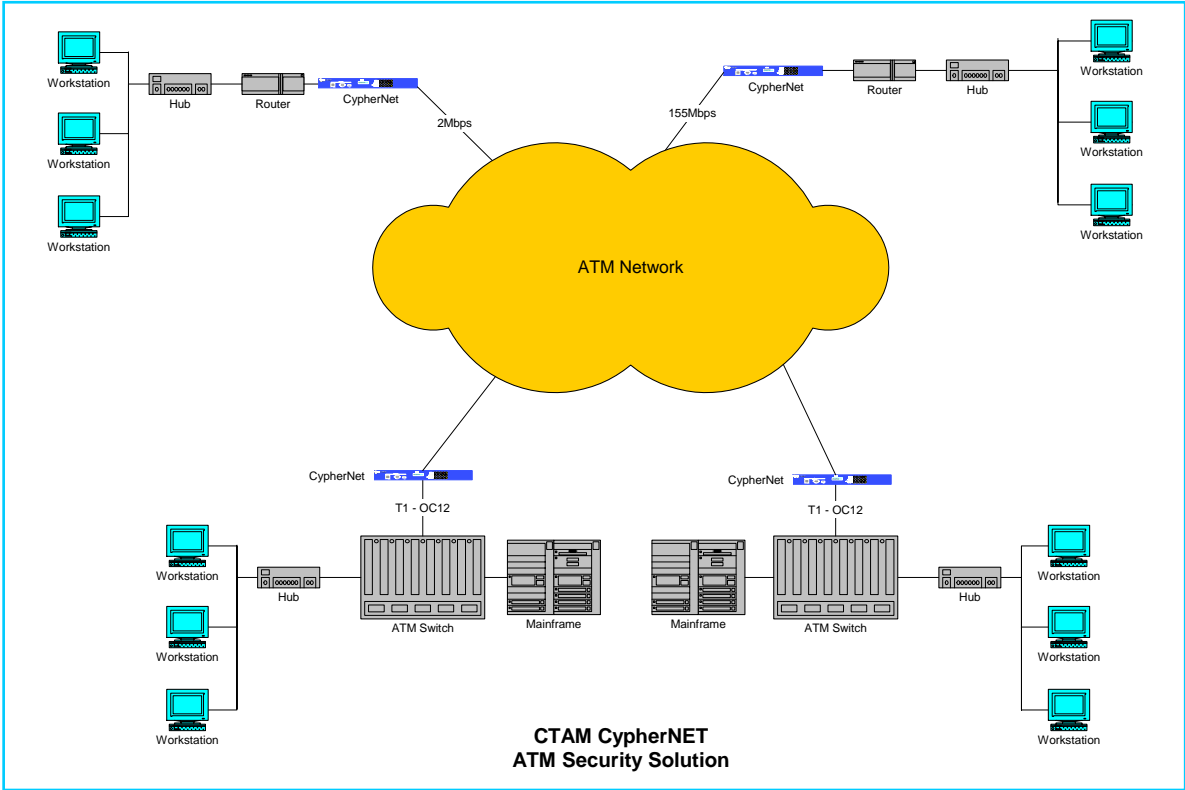 Workstation
Workstation
Workstation
Hub
Router
CypherNet
2Mbps
155Mbps
CypherNet
Router
Hub
Workstation
Workstation
Workstation
ATM Network
CypherNet
T1 - OC12
CypherNet
T1 - OC12
Workstation
Workstation
Workstation
Hub
ATM Switch
Mainframe
Mainframe
ATM Switch
Hub
Workstation
Workstation
Workstation
CTAM CypherNET
ATM Security Solution